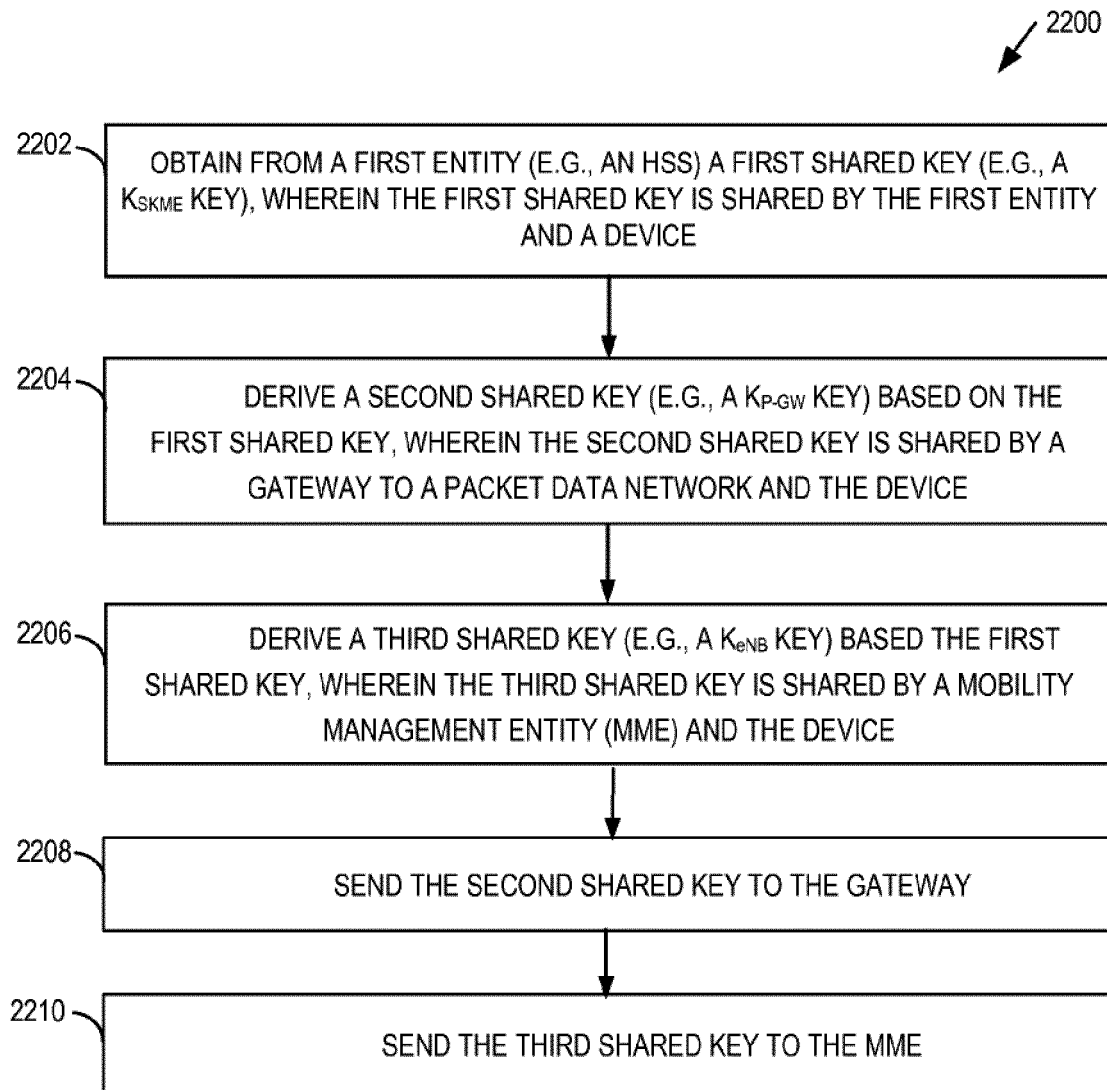 2200
2202
OBTAIN FROM A FIRST ENTITY (E.G., AN HSS) A FIRST SHARED KEY (E.G., A
KSKME KEY), WHEREIN THE FIRST SHARED KEY IS SHARED BY THE FIRST ENTITY
AND A DEVICE
2204
DERIVE A SECOND SHARED KEY (E.G., A KP-GW KEY) BASED ON THE
FIRST SHARED KEY, WHEREIN THE SECOND SHARED KEY IS SHARED BY A
GATEWAY TO A PACKET DATA NETWORK AND THE DEVICE
2206
DERIVE A THIRD SHARED KEY (E.G., A KeNB KEY) BASED THE FIRST
SHARED KEY, WHEREIN THE THIRD SHARED KEY IS SHARED BY A MOBILITY
MANAGEMENT ENTITY (MME) AND THE DEVICE
2208
SEND THE SECOND SHARED KEY TO THE GATEWAY
2210
SEND THE THIRD SHARED KEY TO THE MME